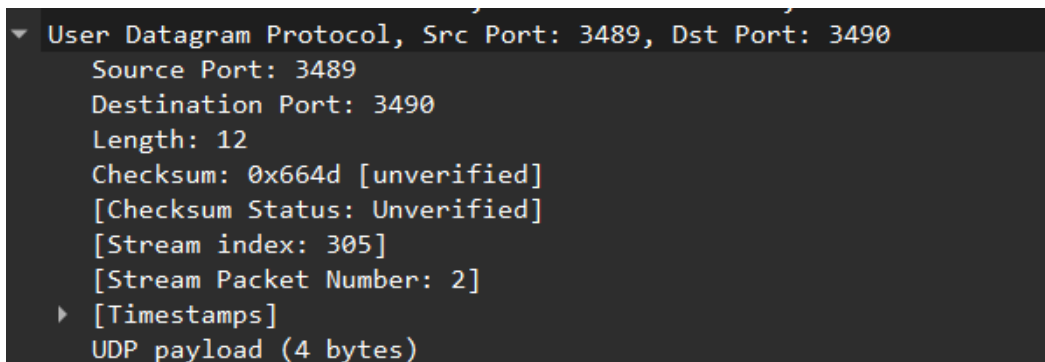 User Datagram Protocol, Src Port: 3489, Dst Port: 3490
Source Port: 3489
Destination Port: 3490
Length: 12
Checksum: 0x664d [unverified]
[Checksum Status: Unverified]
[Stream index: 305]
[Stream Packet Number: 2]
[Timestamps]
UDP payload (4 bytes)